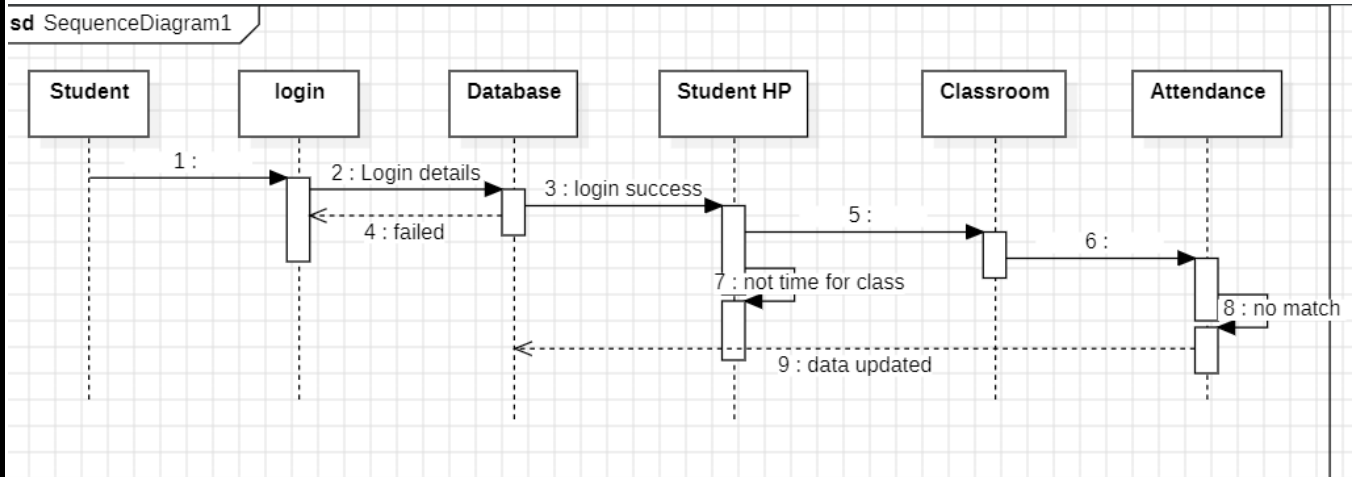 sd SequenceDiagram1
Student
login
Database
Student HP
Classroom
Attendance
1 :
2 : Login details
3 : login success
4 : failed
5 :
6 :
7 : not time for class
8 : no match
9 : data updated